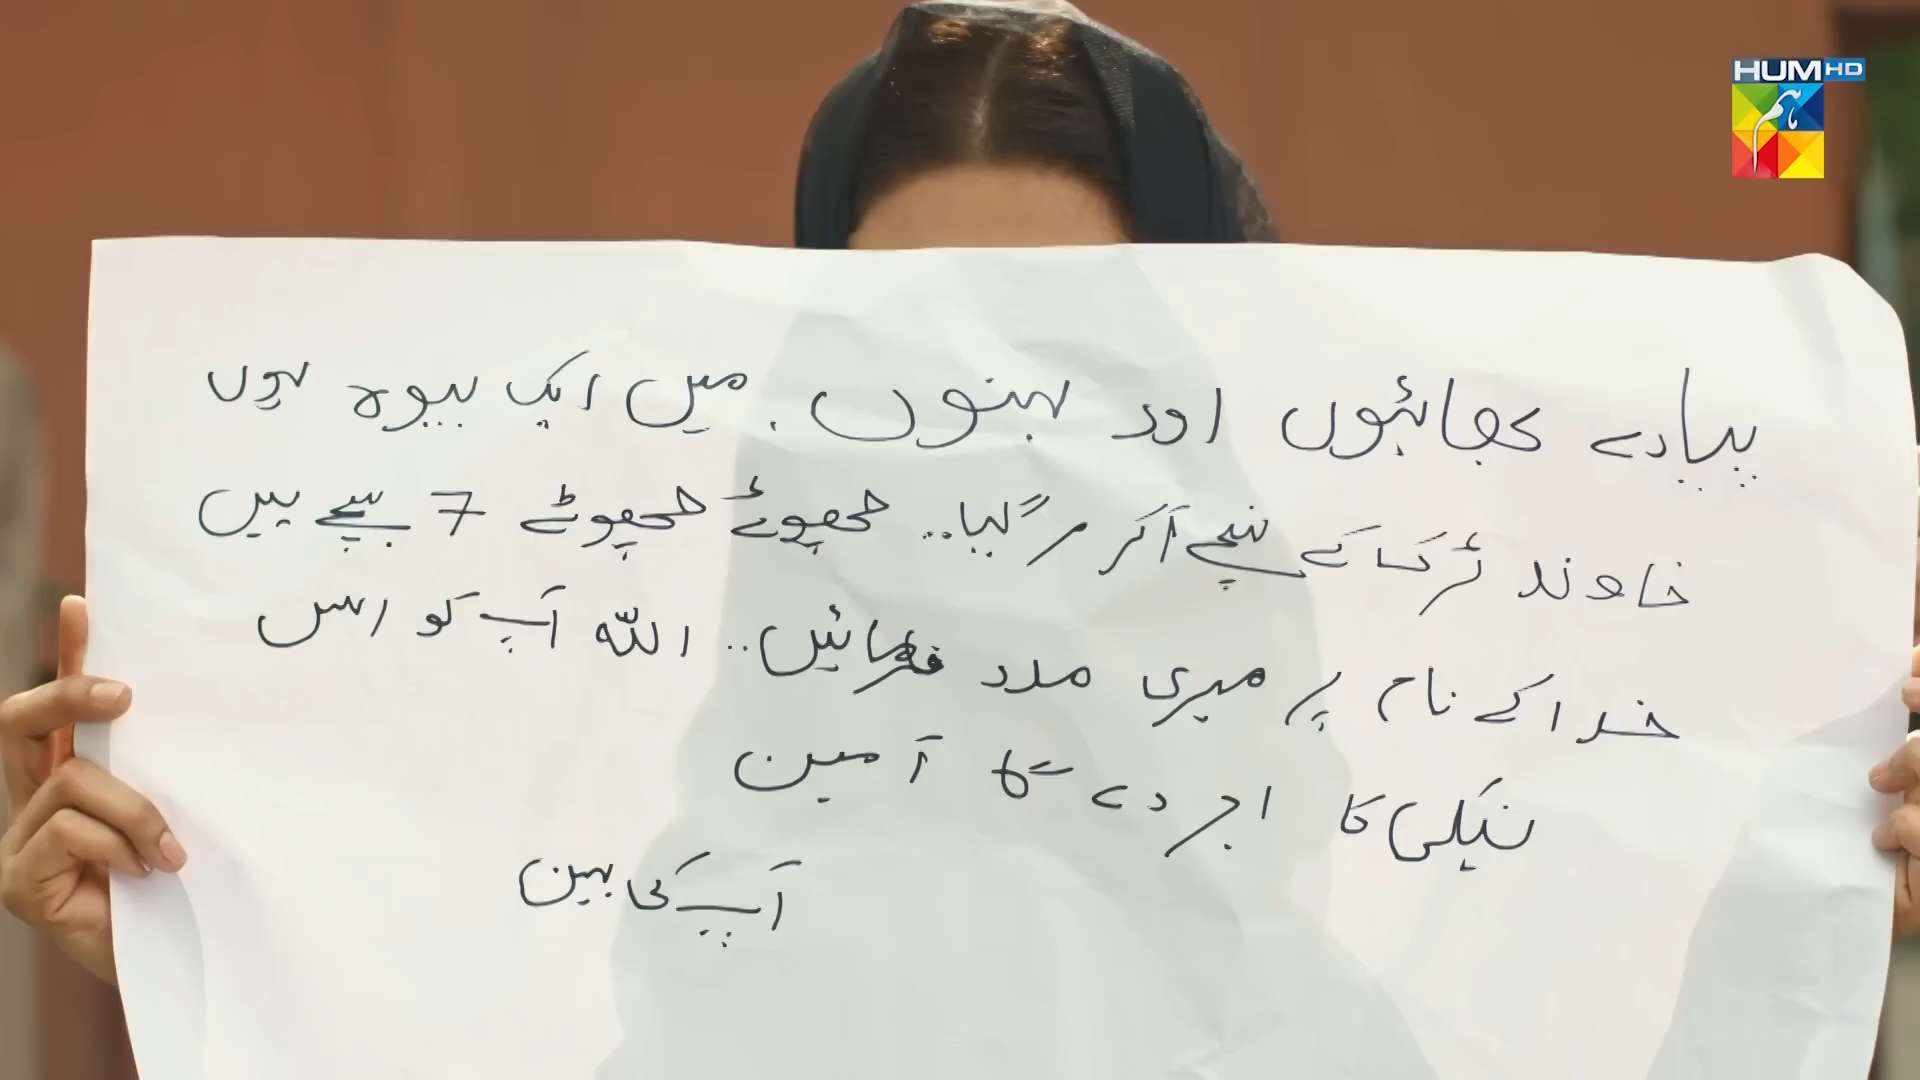 پیارے بھائیوں اور بہنوں. میں ایک بیوہ ہوں
خاوند ٹرک کے نیچے آکر مر گیا.. چھوٹے چھوٹے 7 بچے ہیں
خدا کے نام پر میری مدد فرمائیں.. اللہ آپ کو اس
نیکی کا اجر دے گا آمین
آپ کی بہن
HUM HD
ہم